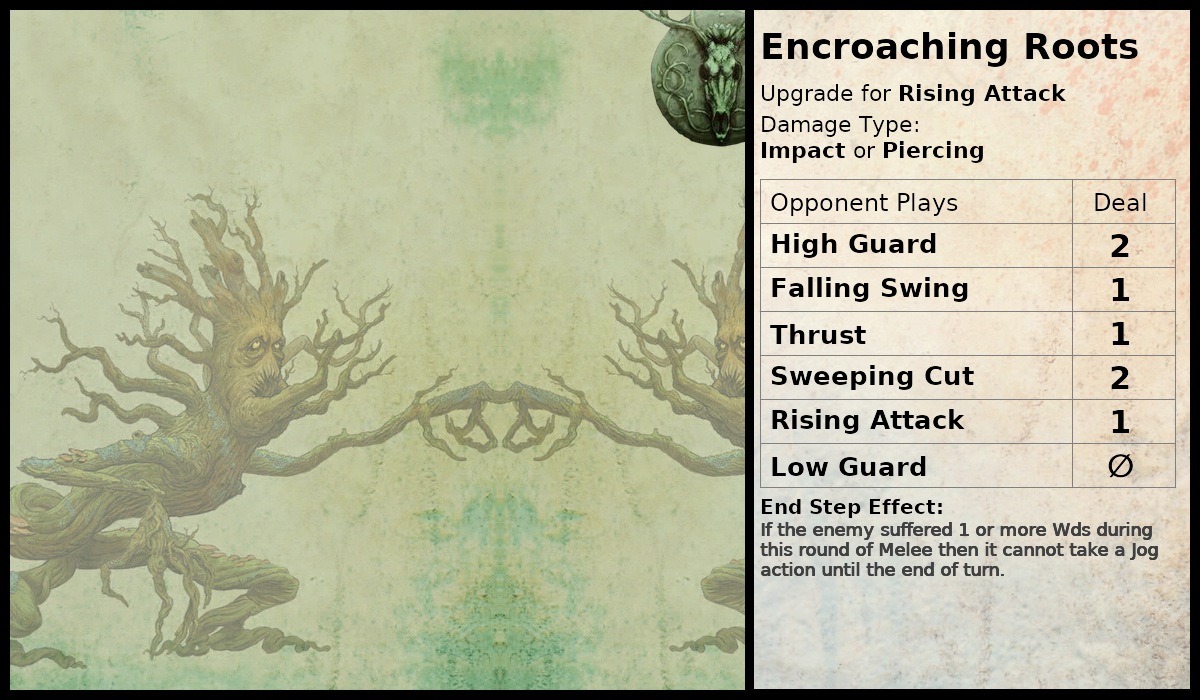 Encroaching Roots
Upgrade for Rising Attack
Damage Type:
Impact or Piercing
Opponent Plays Deal
High Guard 2
Falling Swing 1
Thrust 1
Sweeping Cut 2
Rising Attack 1
Low Guard ∅
End Step Effect:
If the enemy suffered 1 or more Wds during
this round of Melee then it cannot take a Jog
action until the end of turn.